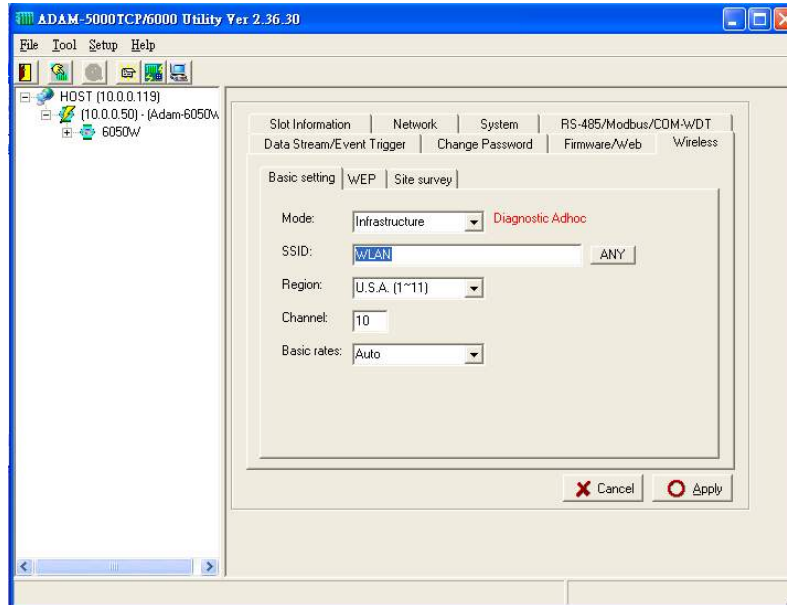 ADAM-5000TCP/6000 Utility Ver 2.36.30
File Tool Setup Help
HOST (10.0.0.119)
(10.0.0.50) - (Adam-6050W
6050W
Slot Information Network System RS-485/Modbus/COM-WDT
Data Stream/Event Trigger Change Password Firmware/Web Wireless
Basic setting WEP Site survey
Mode: Infrastructure Diagnostic Adhoc
SSID: WLAN ANY
Region: U.S.A. (1~11)
Channel: 10
Basic rates: Auto
Cancel Apply